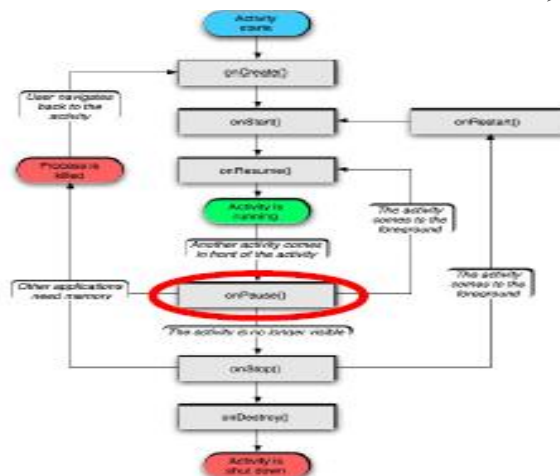 Activity
starts
onCreate()
User navigates
back to the
activity
onStart()
onRestart()
Process is
killed
onResume()
Activity is
running
The activity
comes to the
foreground
Another activity comes
in front of the activity
The activity
comes to the
foreground
Other applications
need memory
onPause()
The activity is no longer visible
onStop()
onDestroy()
Activity is
shut down